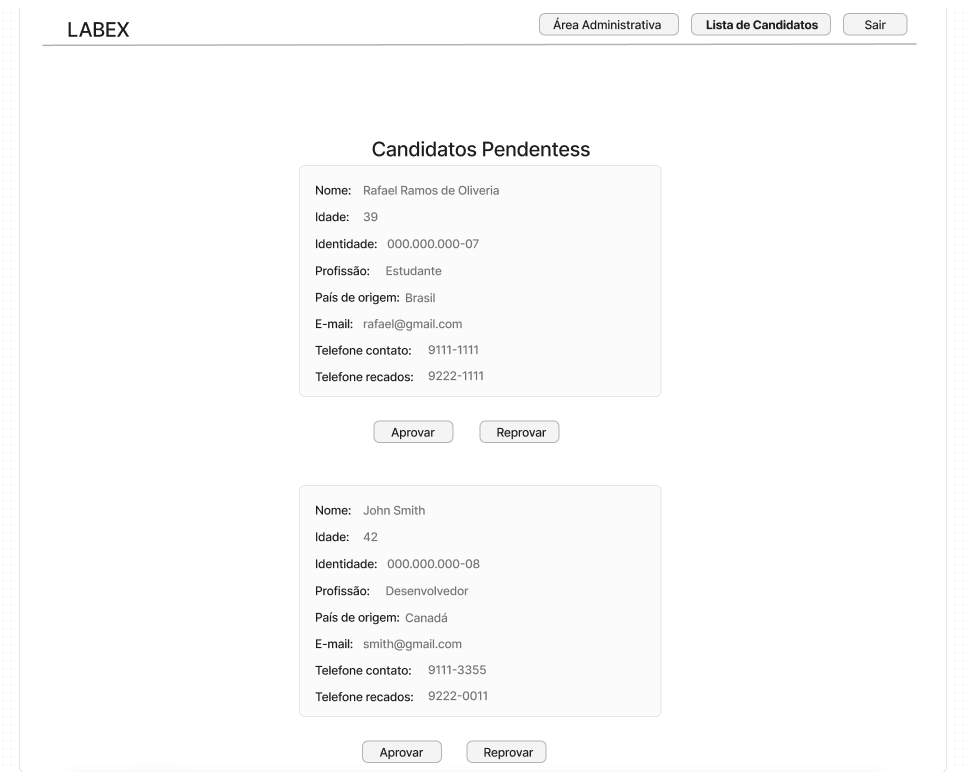 LABEX
Área Administrativa
Lista de Candidatos
Sair
Candidatos Pendentess
Nome: Rafael Ramos de Oliveria
Idade: 39
Identidade: 000.000.000-07
Profissão: Estudante
País de origem: Brasil
E-mail: rafael@gmail.com
Telefone contato: 9111-1111
Telefone recados: 9222-1111
Aprovar
Reprovar
Nome: John Smith
Idade: 42
Identidade: 000.000.000-08
Profissão: Desenvolvedor
País de origem: Canadá
E-mail: smith@gmail.com
Telefone contato: 9111-3355
Telefone recados: 9222-0011
Aprovar
Reprovar